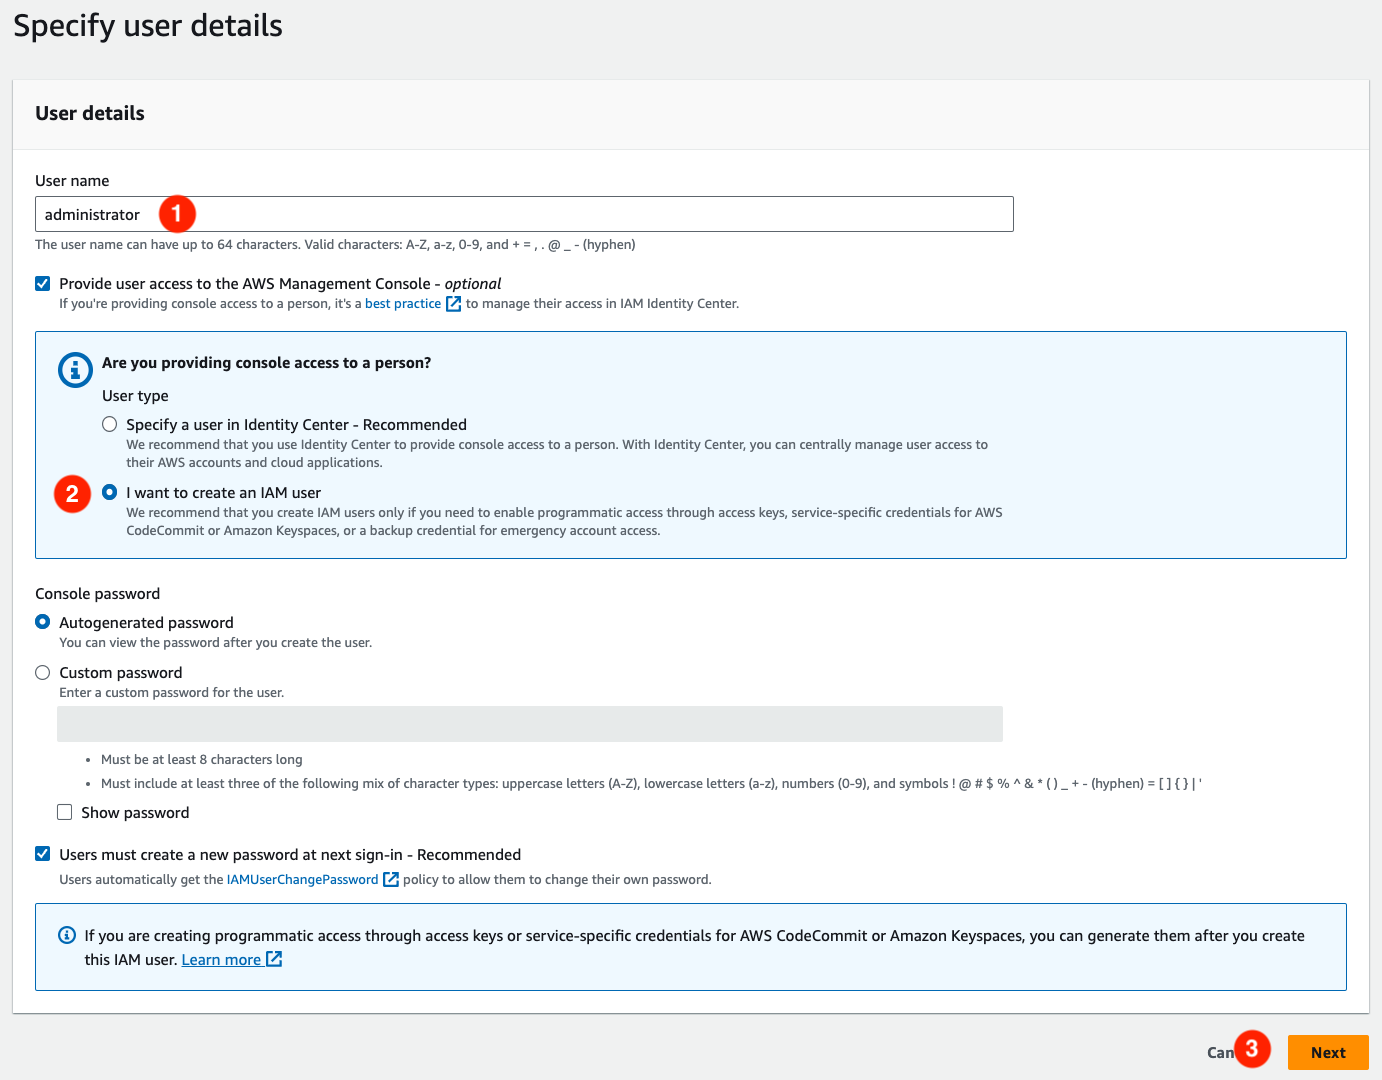 Specify user details
User details
User name
administrator 1
The user name can have up to 64 characters. Valid characters: A-Z, a-z, 0-9, and + = , . @ _ - (hyphen)
Provide user access to the AWS Management Console - optional
If you're providing console access to a person, it's a best practice to manage their access in IAM Identity Center.
Are you providing console access to a person?
User type
Specify a user in Identity Center - Recommended
We recommend that you use Identity Center to provide console access to a person. With Identity Center, you can centrally manage user access to
their AWS accounts and cloud applications.
2 I want to create an IAM user
We recommend that you create IAM users only if you need to enable programmatic access through access keys, service-specific credentials for AWS
CodeCommit or Amazon Keyspaces, or a backup credential for emergency account access.
Console password
Autogenerated password
You can view the password after you create the user.
Custom password
Enter a custom password for the user.
• Must be at least 8 characters long
• Must include at least three of the following mix of character types: uppercase letters (A-Z), lowercase letters (a-z), numbers (0-9), and symbols ! @ # $ % ^ & * ( ) _ + - (hyphen) = [ ] { } | '
Show password
Users must create a new password at next sign-in - Recommended
Users automatically get the IAMUserChangePassword policy to allow them to change their own password.
If you are creating programmatic access through access keys or service-specific credentials for AWS CodeCommit or Amazon Keyspaces, you can generate them after you create
this IAM user. Learn more
Can 3 Next